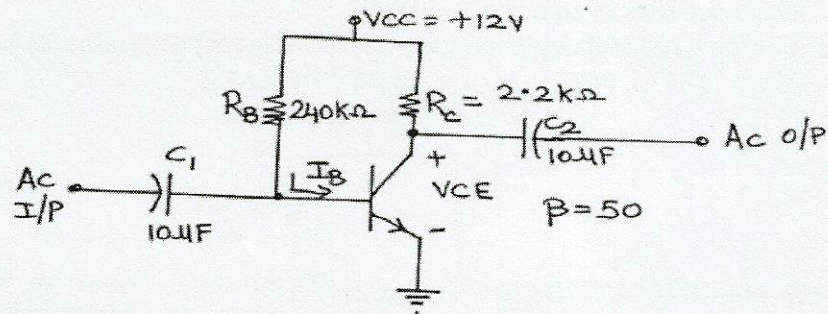 VCC = +12V
RB 240KΩ
RC = 2.2KΩ
C1
IB
+
VCE
-
C2
10µF
AC O/P
AC
I/P
10µF
β=50